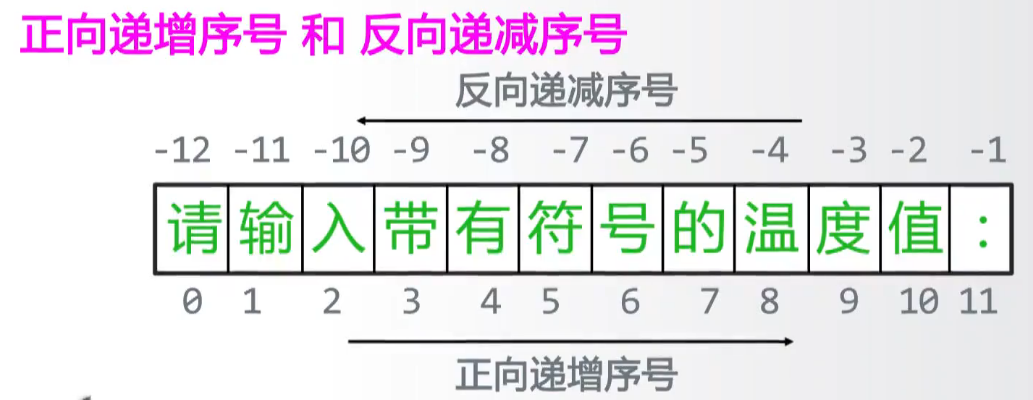 正向递增序号 和 反向递减序号
反向递减序号
-12 -11 -10 -9 -8 -7 -6 -5 -4 -3 -2 -1
请输入带有符号的温度值:
0 1 2 3 4 5 6 7 8 9 10 11
正向递增序号